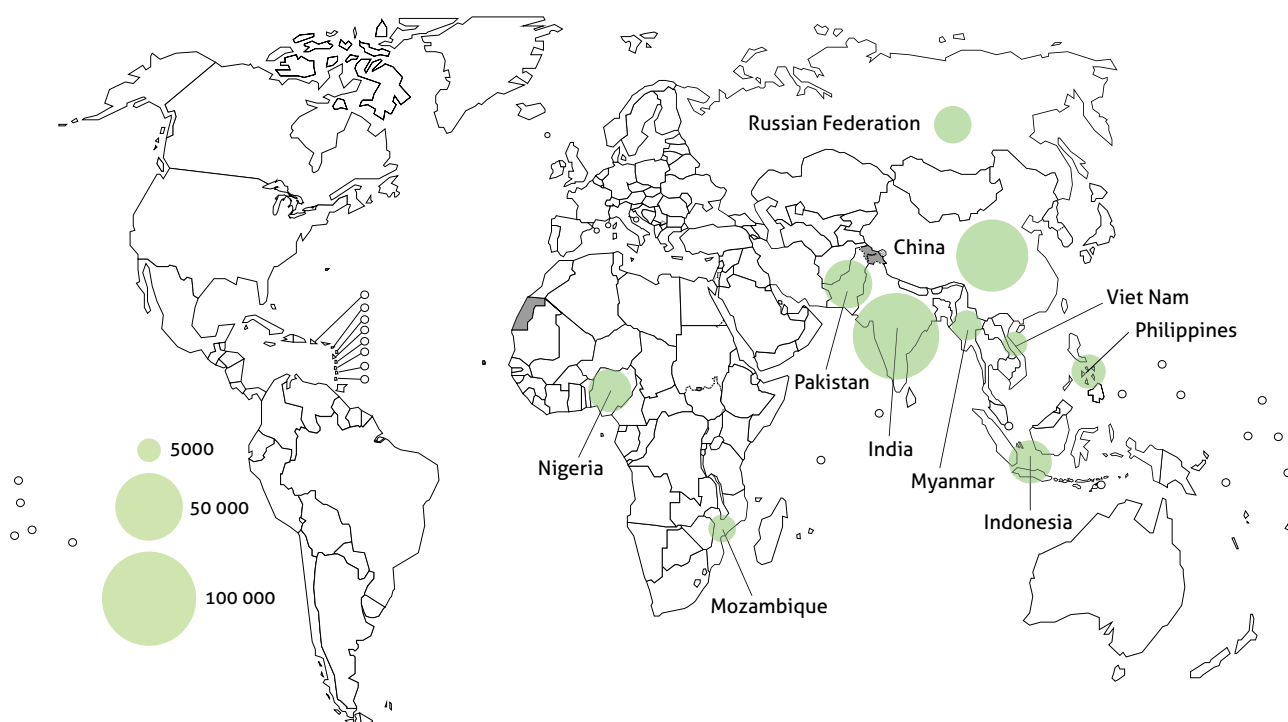 Russian Federation
China
Viet Nam
Philippines
Pakistan
India
Myanmar
Nigeria
Indonesia
Mozambique
5000
50 000
100 000